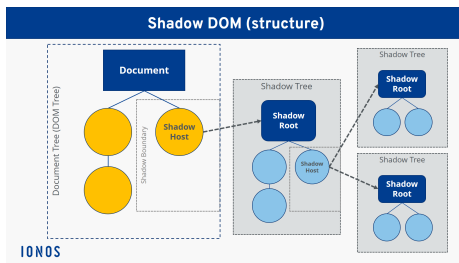 Shadow DOM (structure)
Document Tree (DOM Tree)
Document
Shadow
Host
Shadow Boundary
Shadow Tree
Shadow
Root
Shadow
Host
Shadow Tree
Shadow
Root
Shadow Tree
Shadow
Root
IONOS